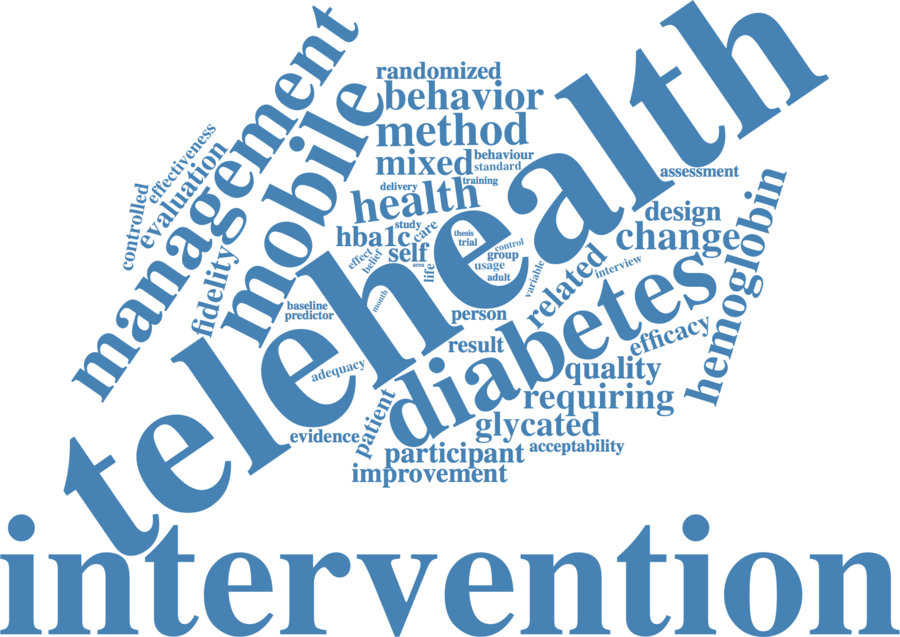 telehealth
intervention
management
mobile
diabetes
randomized
behavior
method
mixed
behaviour
standard
training
delivery
health
assessment
effectiveness
evaluation
controlled
fidelity
hba1c
study
care
self
effect
belief
area
life
thesis
trial
control
group
usage
adult
variable
interview
related
design
change
hemoglobin
baseline
predictor
month
person
result
adequacy
efficacy
quality
requiring
glycated
acceptability
patient
evidence
participant
improvement